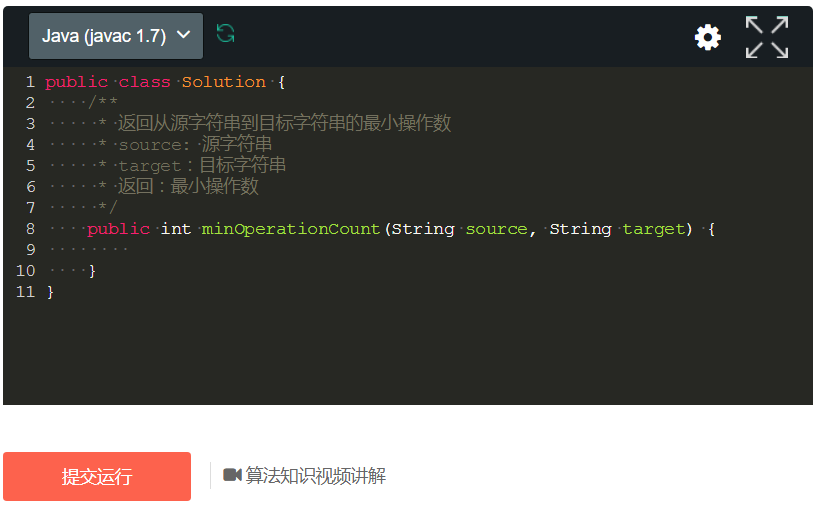 Java (javac 1.7)
1 public class Solution {
2 /**
3 * 返回从源字符串到目标字符串的最小操作数
4 * source: 源字符串
5 * target：目标字符串
6 * 返回：最小操作数
7 */
8 public int minOperationCount(String source, String target) {
9
10 }
11 }
提交运行
算法知识视频讲解